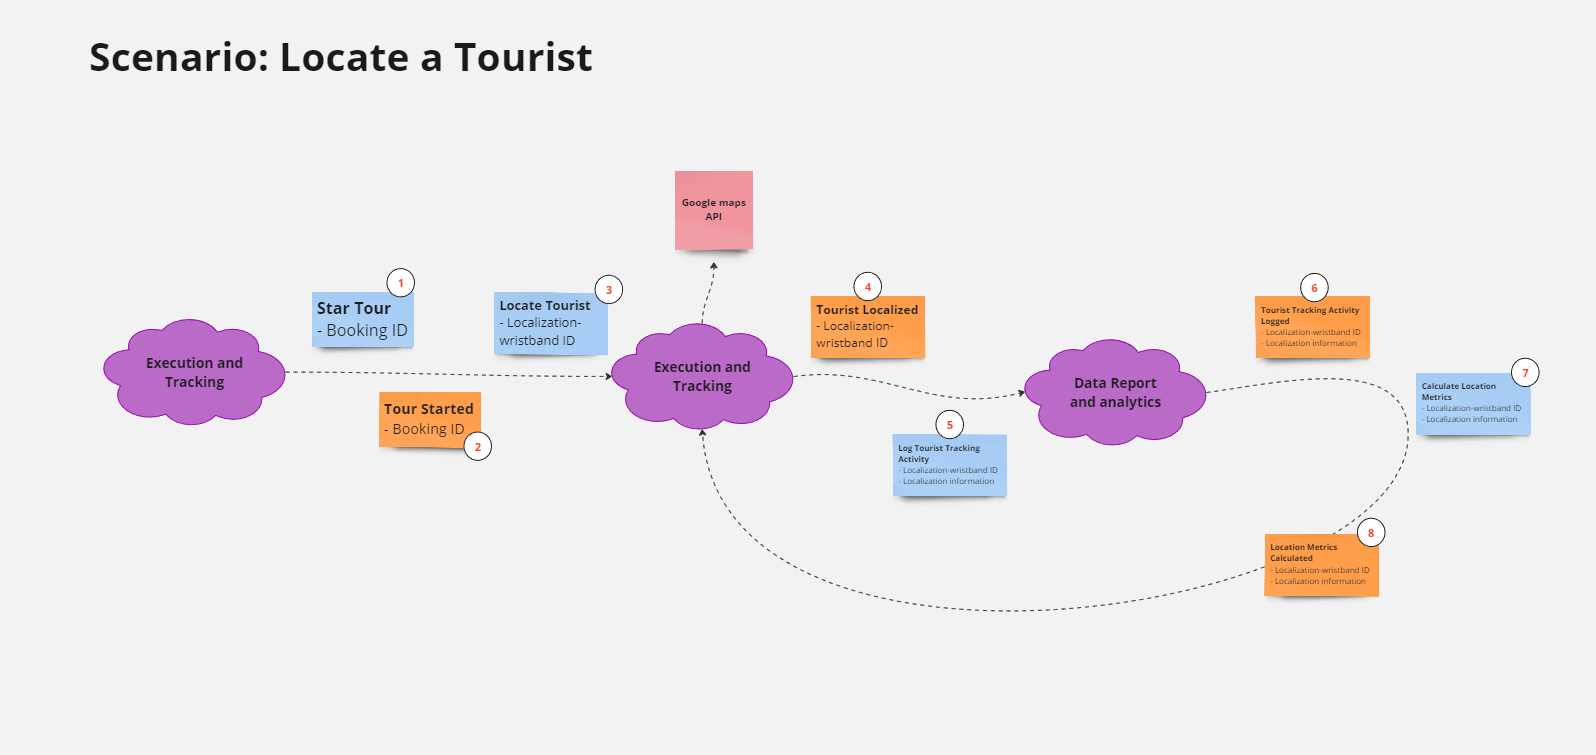 Scenario: Locate a Tourist
Google maps
API
1
Star Tour
- Booking ID
3
Locate Tourist
- Localization-
wristband ID
4
Tourist Localized
- Localization-
wristband ID
6
Tourist Tracking Activity
Logged
- Localization-wristband ID
- Localization information
Execution and
Tracking
Execution and
Tracking
Data Report
and analytics
7
Calculate Location
Metrics
- Localization-wristband ID
- Localization information
Tour Started
- Booking ID
2
5
Log Tourist Tracking
Activity
- Localization-wristband ID
- Localization information
8
Location Metrics
Calculated
- Localization-wristband ID
- Localization information